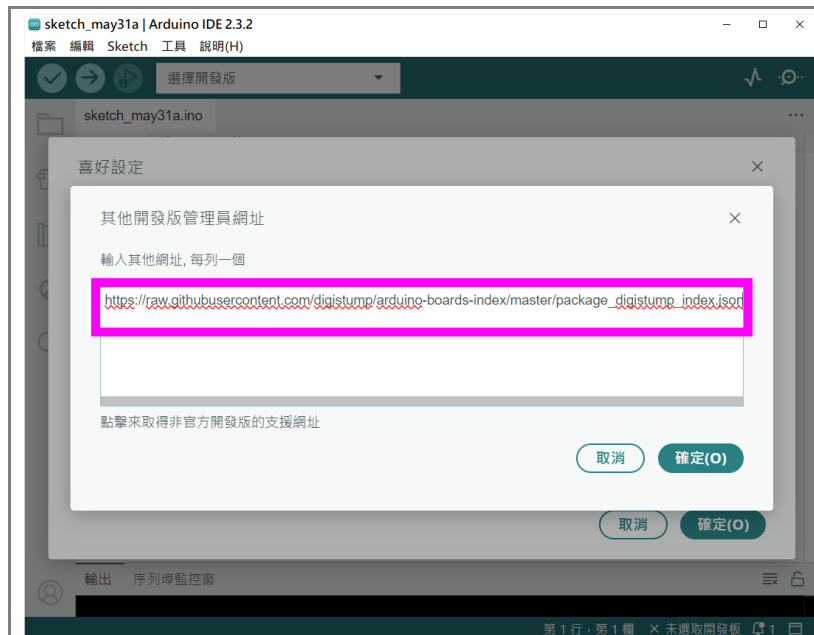 sketch_may31a | Arduino IDE 2.3.2
檔案 編輯 Sketch 工具 說明(H)
選擇開發版
sketch_may31a.ino
喜好設定
其他開發版管理員網址
輸入其他網址, 每列一個
https://raw.githubusercontent.com/digistump/arduino-boards-index/master/package_digistump_index.json
點擊來取得非官方開發版的支援網址
取消 確定(O)
取消 確定(O)
輸出 序列埠監控窗
第 1 行，第 1 欄 × 未選取開發板 1